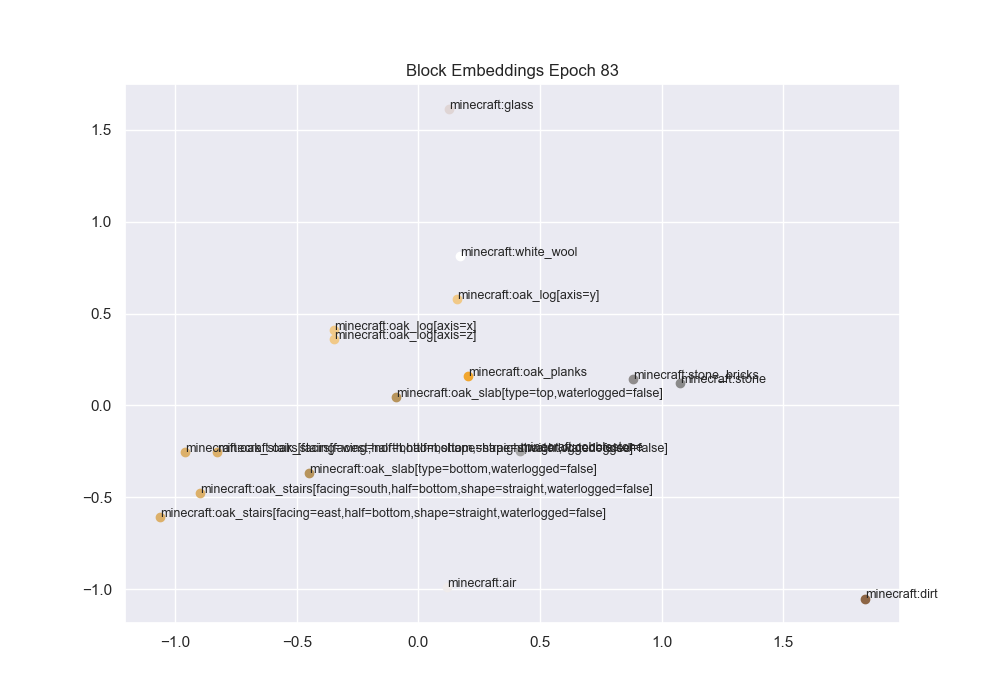 Block Embeddings Epoch 83
1.5
1.0
0.5
0.0
−0.5
−1.0
minecraft:glass
minecraft:white_wool
minecraft:oak_log[axis=y]
minecraft:oak_log[axis=x]
minecraft:oak_log[axis=z]
minecraft:oak_planks
minecraft:stone_bricks
minecraft:stone
minecraft:oak_slab[type=top,waterlogged=false]
minecraft:oak_slab[type=bottom,waterlogged=false]
minecraft:oak_stairs[facing=south,half=bottom,shape=straight,waterlogged=false]
minecraft:oak_stairs[facing=east,half=bottom,shape=straight,waterlogged=false]
minecraft:air
minecraft:dirt
−1.0
−0.5
0.0
0.5
1.0
1.5